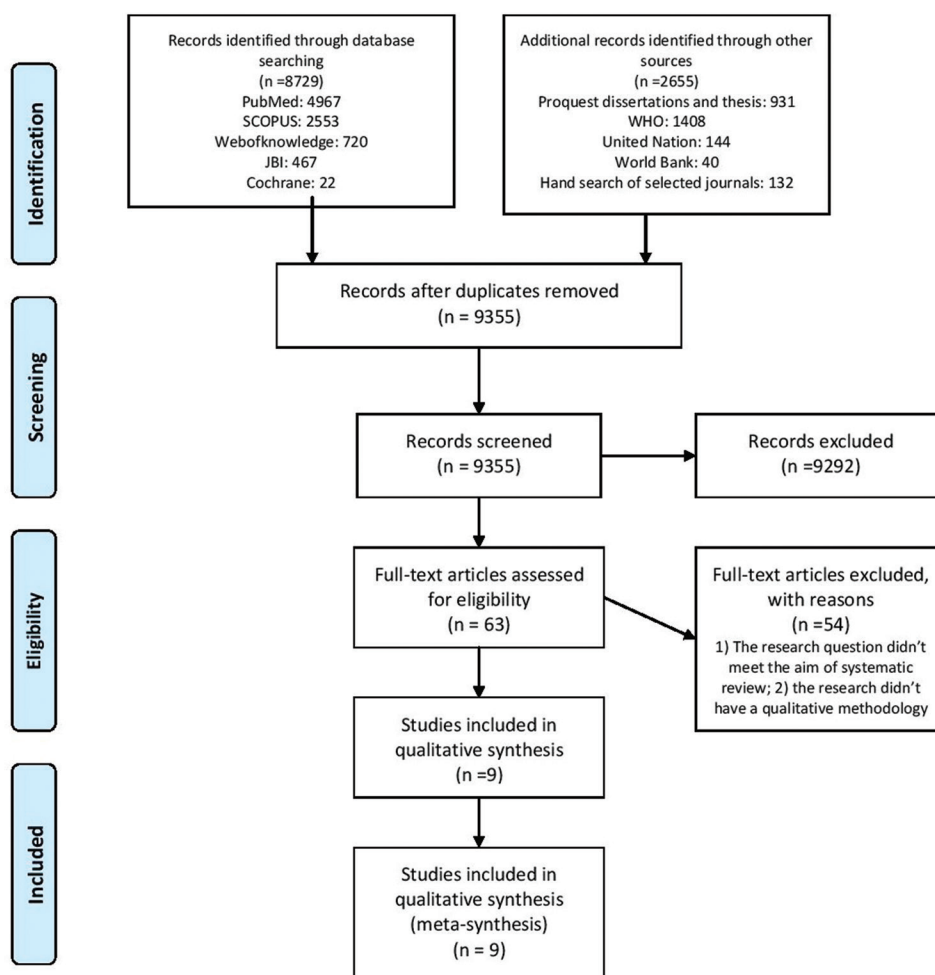 Identification
Records identified through database
searching
(n =8729)
PubMed: 4967
SCOPUS: 2553
Webofknowledge: 720
JBI: 467
Cochrane: 22
Additional records identified through other
sources
(n =2655)
Proquest dissertations and thesis: 931
WHO: 1408
United Nation: 144
World Bank: 40
Hand search of selected journals: 132
Records after duplicates removed
(n = 9355)
Screening
Records screened
(n = 9355)
Records excluded
(n =9292)
Eligibility
Full-text articles assessed
for eligibility
(n = 63)
Full-text articles excluded,
with reasons
(n =54)
1) The research question didn’t
meet the aim of systematic
review; 2) the research didn’t
have a qualitative methodology
Studies included in
qualitative synthesis
(n =9)
Included
Studies included in
qualitative synthesis
(meta-synthesis)
(n = 9)